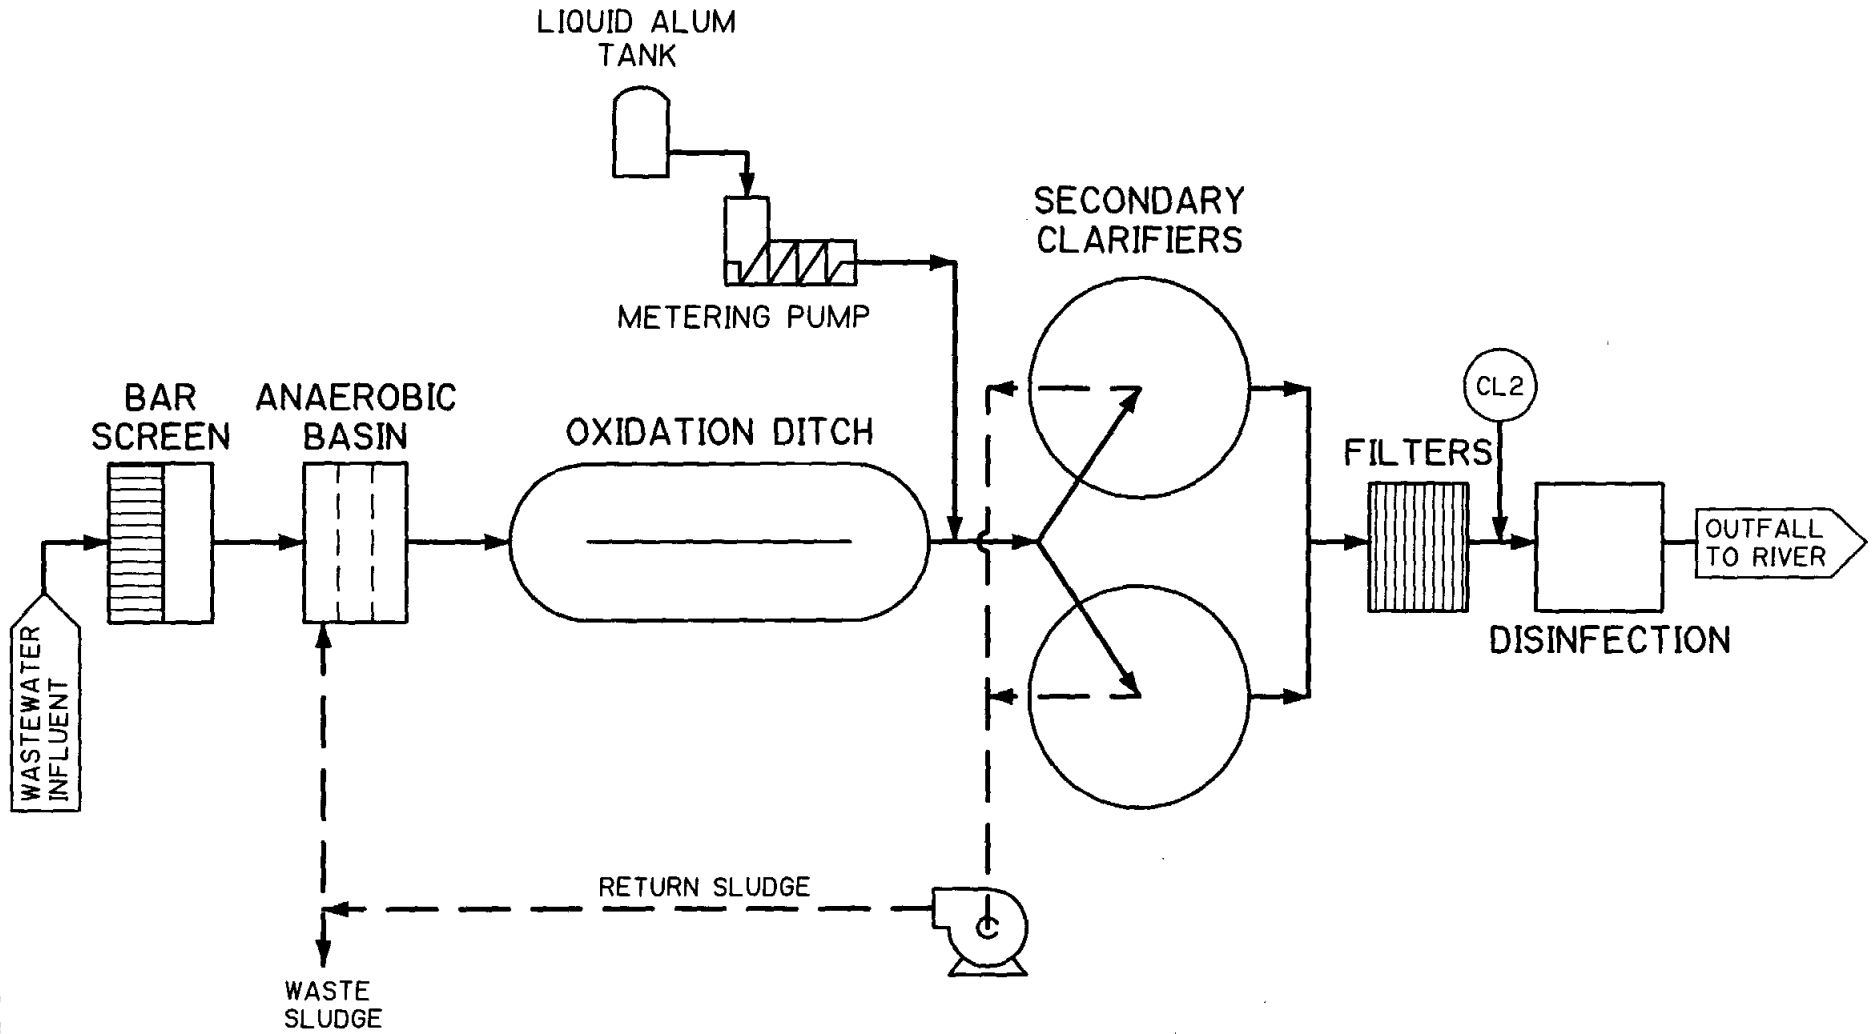 LIQUID ALUM
TANK
METERING PUMP
SECONDARY
CLARIFIERS
BAR
SCREEN
ANAEROBIC
BASIN
OXIDATION DITCH
CL2
FILTERS
DISINFECTION
OUTFALL
TO RIVER
WASTEWATER
INFLUENT
RETURN SLUDGE
WASTE
SLUDGE